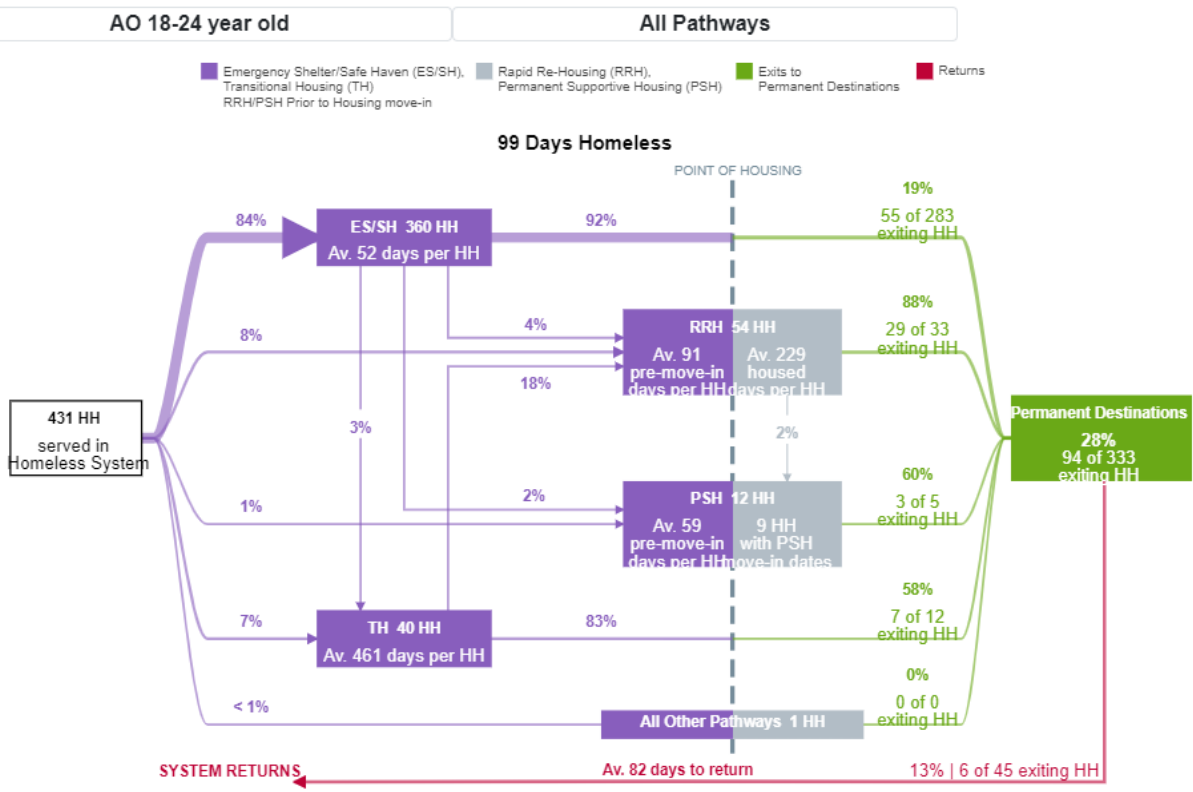 AO 18-24 year old
All Pathways
Emergency Shelter/Safe Haven (ES/SH),
Transitional Housing (TH)
RRH/PSH Prior to Housing move-in
Rapid Re-Housing (RRH),
Permanent Supportive Housing (PSH)
Exits to
Permanent Destinations
Returns
99 Days Homeless
POINT OF HOUSING
84%
ES/SH 360 HH
Av. 52 days per HH
92%
19%
55 of 283
exiting HH
8%
4%
18%
RRH 54 HH
Av. 91
pre-move-in
days per HH
Av. 229
housed
days per HH
88%
29 of 33
exiting HH
431 HH
served in
Homeless System
3%
2%
Permanent Destinations
28%
94 of 333
exiting HH
1%
2%
PSH 12 HH
Av. 59
pre-move-in
days per HH
9 HH
with PSH
move-in dates
60%
3 of 5
exiting HH
7%
TH 40 HH
Av. 461 days per HH
83%
58%
7 of 12
exiting HH
< 1%
All Other Pathways 1 HH
0%
0 of 0
exiting HH
SYSTEM RETURNS
Av. 82 days to return
13% | 6 of 45 exiting HH